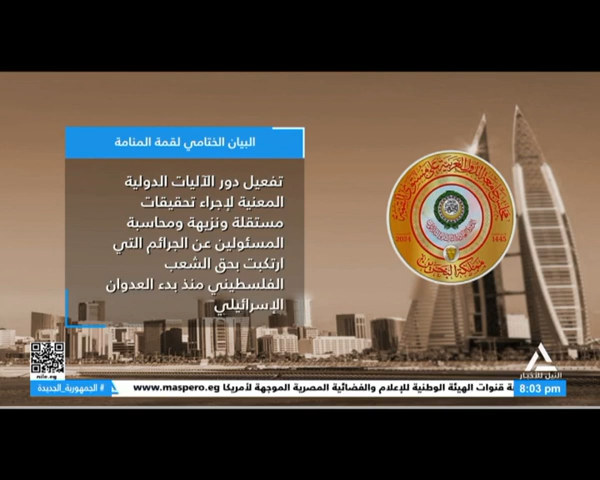 البيان الختامي لقمة المنامة
تفعيل دور الآليات الدولية
المعنية لإجراء تحقيقات
مستقلة ونزيهة ومحاسبة
المسئولين عن الجرائم التي
ارتكبت بحق الشعب
الفلسطيني منذ بدء العدوان
الإسرائيلي
1445
2024
مملكة البحرين
النيل للأخبار
nile.eg
# الجمهورية_الجديدة
قنوات الهيئة الوطنية للإعلام والفضائية المصرية الموجهة لأمريكا www.maspero.eg
8:03 pm